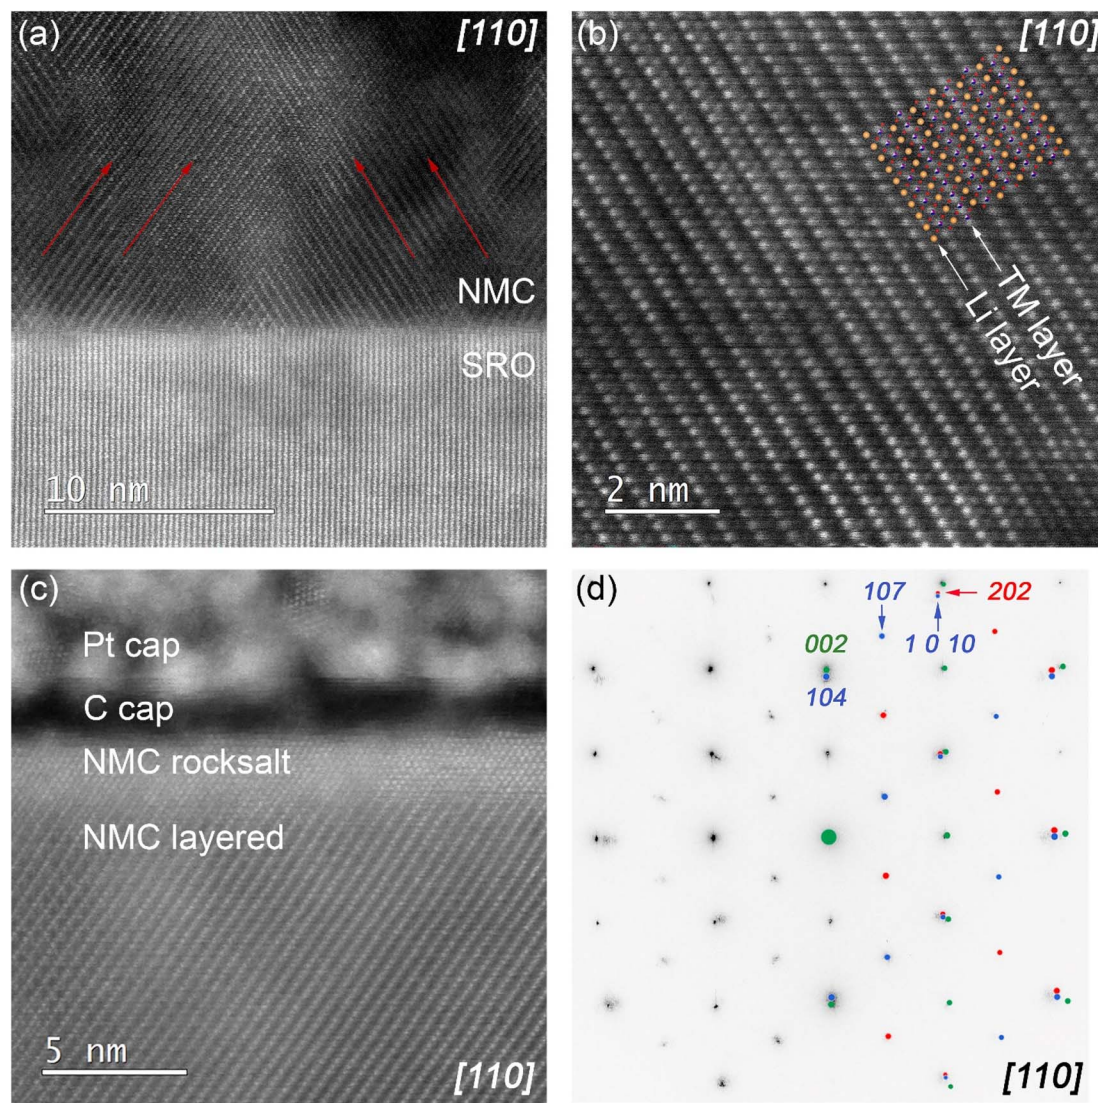 (a)
[110]
NMC
SRO
10 nm
(b)
[110]
TM layer
Li layer
2 nm
(c)
Pt cap
C cap
NMC rocksalt
NMC layered
5 nm
[110]
(d)
107
202
002
1 0 10
104
[110]